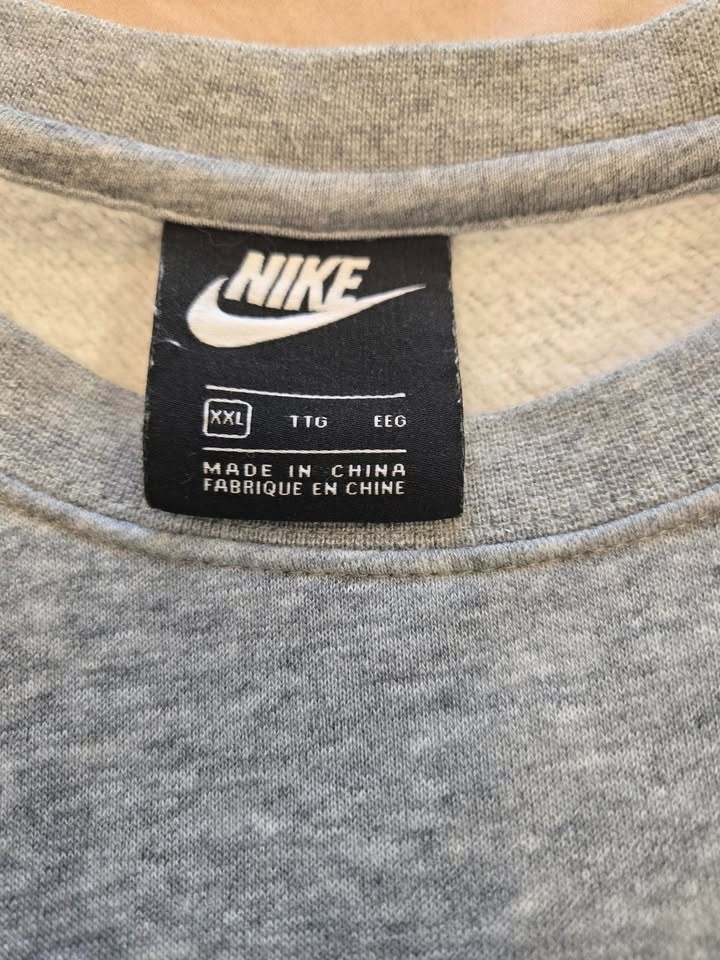 NIKE
XXL TTG EEG
MADE IN CHINA
FABRIQUE EN CHINE